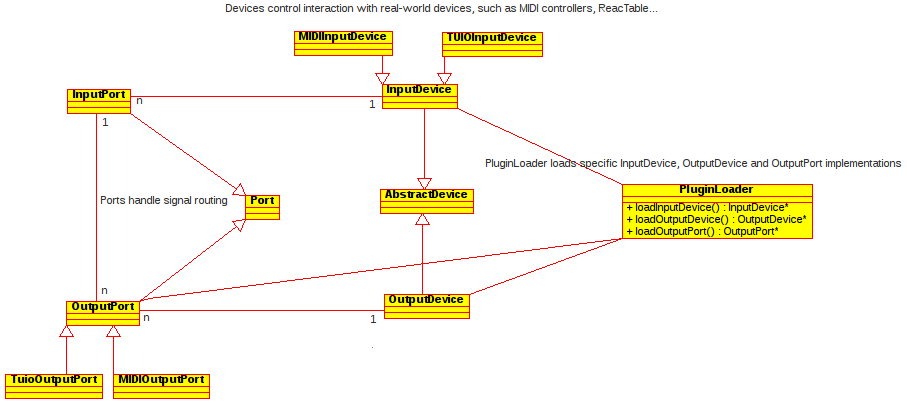 Devices control interaction with real-world devices, such as MIDI controllers, ReacTable...
MIDIInputDevice
TUIOInputDevice
InputPort
n
1
InputDevice
1
PluginLoader loads specific InputDevice, OutputDevice and OutputPort implementations
Ports handle signal routing
Port
AbstractDevice
PluginLoader
+ loadInputDevice() : InputDevice*
+ loadOutputDevice() : OutputDevice*
+ loadOutputPort() : OutputPort*
n
OutputPort
n
1
OutputDevice
TuioOutputPort
MIDIOutputPort